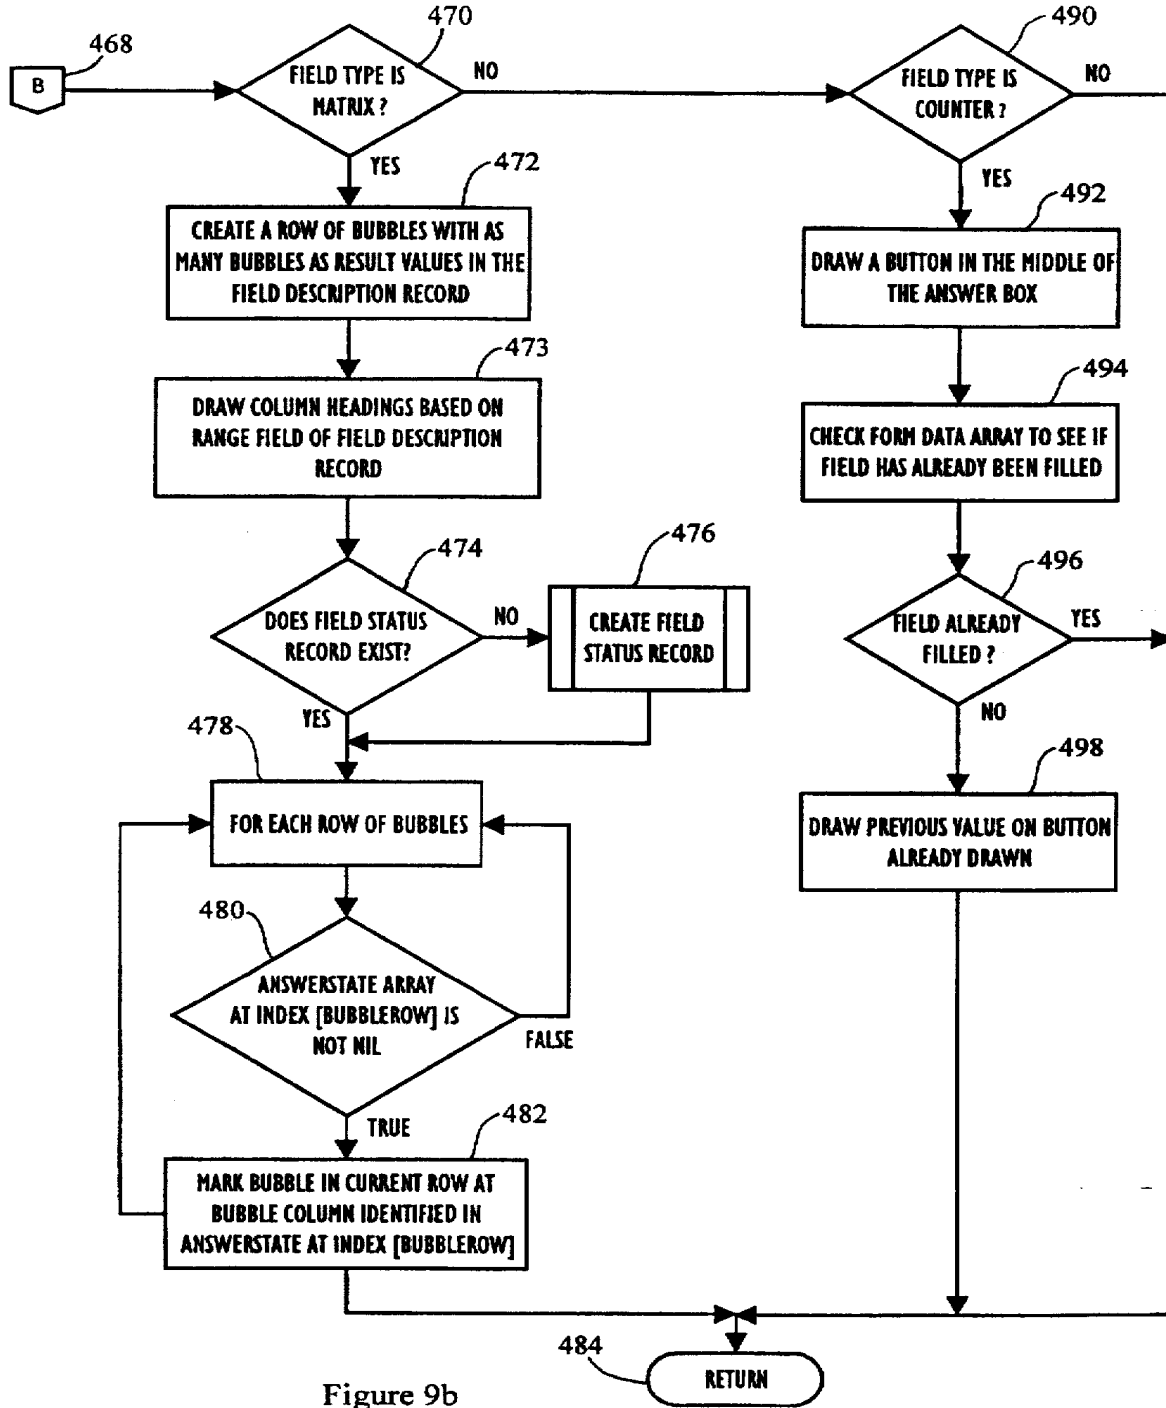 468
B
470
FIELD TYPE IS
MATRIX ?
NO
YES
472
CREATE A ROW OF BUBBLES WITH AS
MANY BUBBLES AS RESULT VALUES IN THE
FIELD DESCRIPTION RECORD
473
DRAW COLUMN HEADINGS BASED ON
RANGE FIELD OF FIELD DESCRIPTION
RECORD
474
DOES FIELD STATUS
RECORD EXIST?
NO
YES
476
CREATE FIELD
STATUS RECORD
478
FOR EACH ROW OF BUBBLES
480
ANSWERSTATE ARRAY
AT INDEX [BUBBLEROW] IS
NOT NIL
FALSE
TRUE
482
MARK BUBBLE IN CURRENT ROW AT
BUBBLE COLUMN IDENTIFIED IN
ANSWERSTATE AT INDEX [BUBBLEROW]
490
FIELD TYPE IS
COUNTER ?
NO
YES
492
DRAW A BUTTON IN THE MIDDLE OF
THE ANSWER BOX
494
CHECK FORM DATA ARRAY TO SEE IF
FIELD HAS ALREADY BEEN FILLED
496
FIELD ALREADY
FILLED ?
YES
NO
498
DRAW PREVIOUS VALUE ON BUTTON
ALREADY DRAWN
484
RETURN
Figure 9b